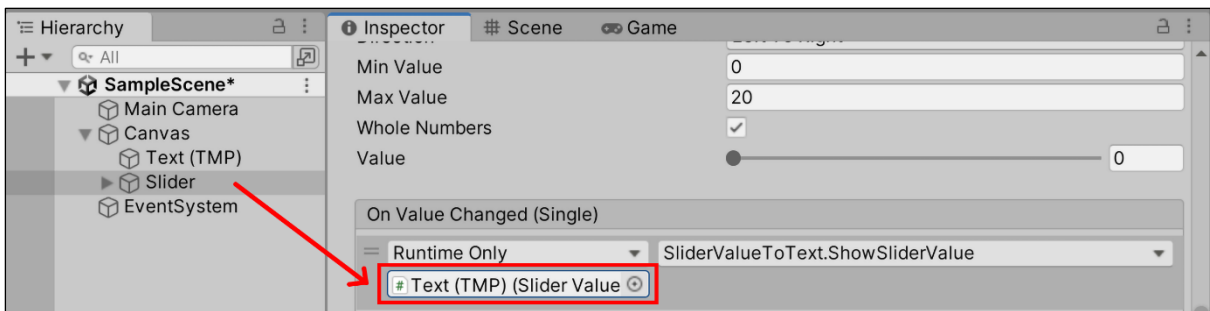 Hierarchy
Inspector
Scene
Game
All
SampleScene*
Main Camera
Canvas
Text (TMP)
Slider
EventSystem
Min Value
0
Max Value
20
Whole Numbers
Value
0
On Value Changed (Single)
Runtime Only
SliderValueToText.ShowSliderValue
Text (TMP) (Slider Value